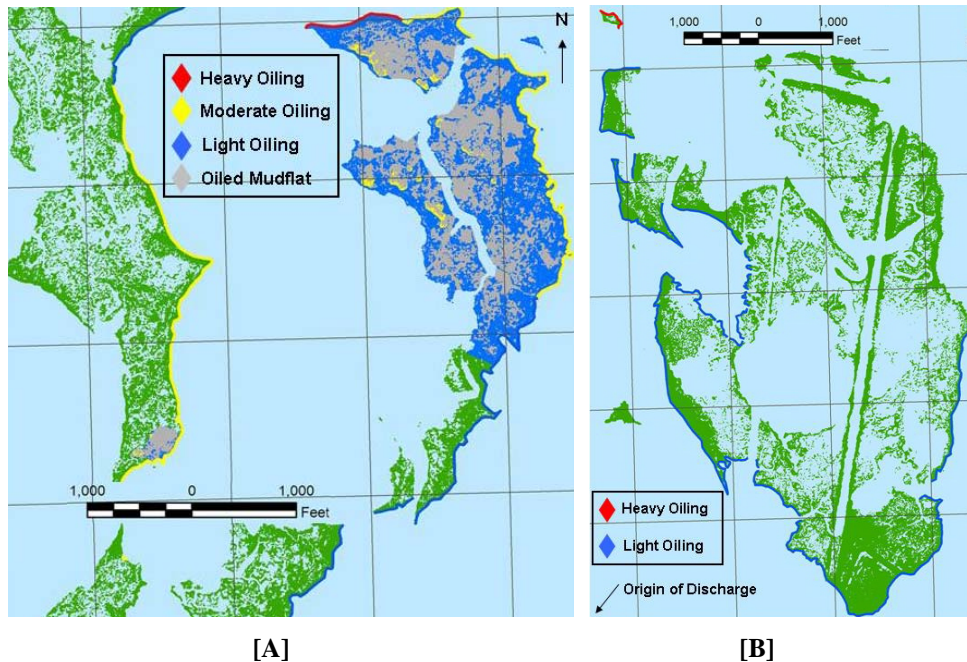 N
Heavy Oiling
Moderate Oiling
Light Oiling
Oiled Mudflat
1,000 0 1,000
Feet
[A]
1,000 0 1,000
Feet
Heavy Oiling
Light Oiling
Origin of Discharge
[B]